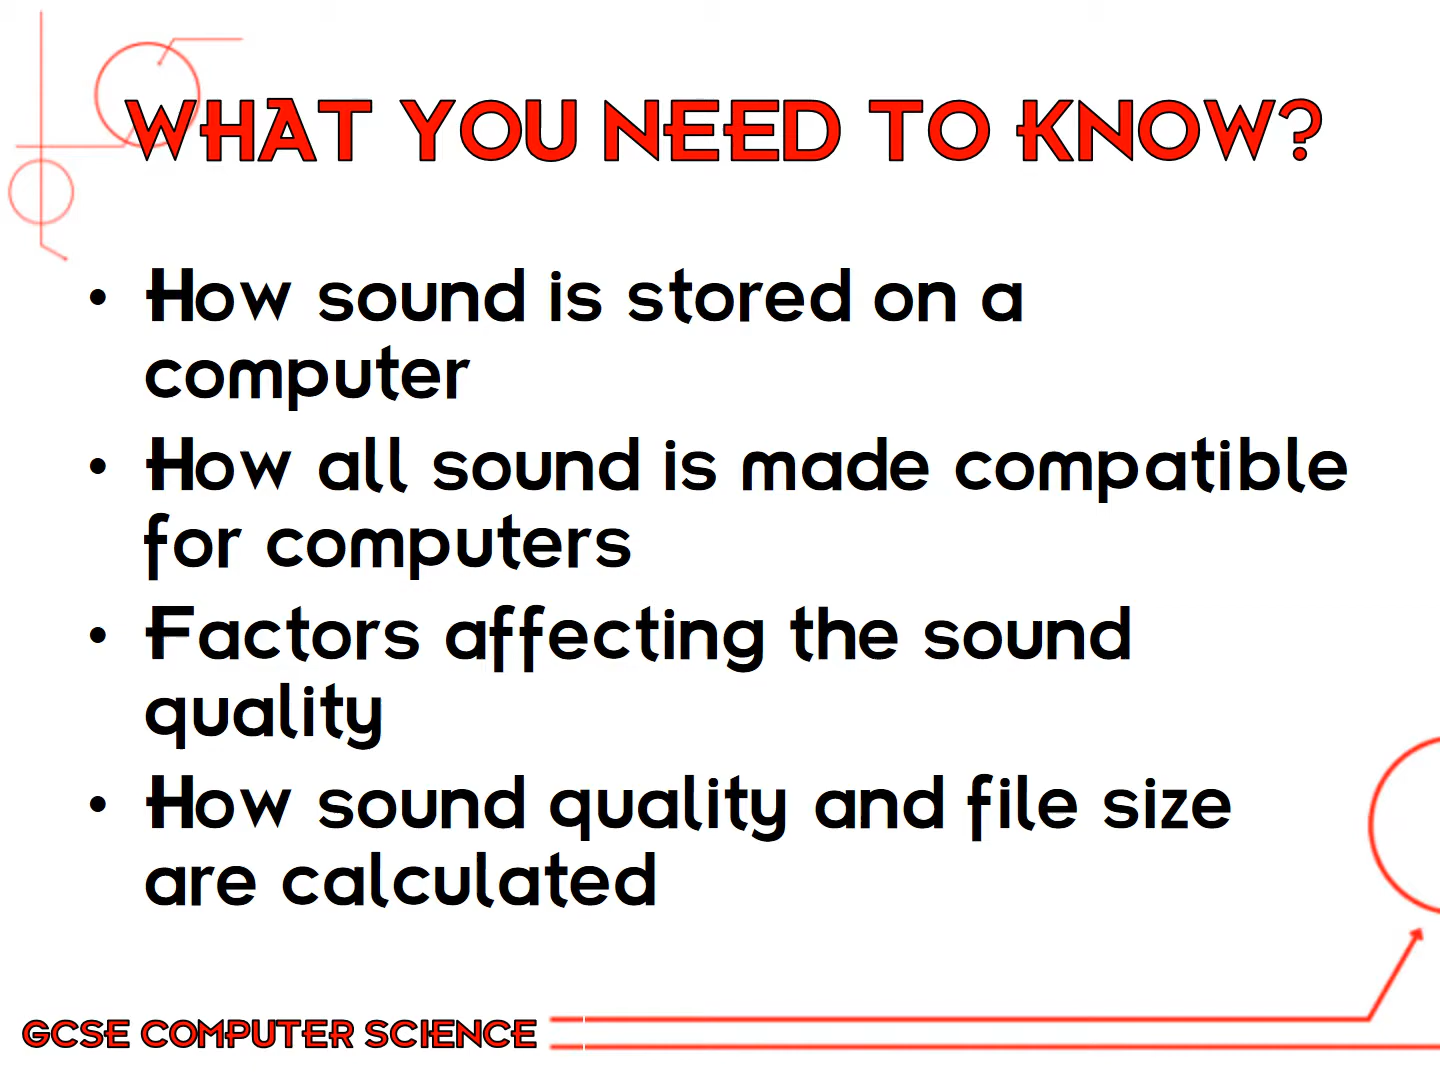 WHAT YOU NEED TO KNOW?
• How sound is stored on a
computer
• How all sound is made compatible
for computers
• Factors affecting the sound
quality
• How sound quality and file size
are calculated
GCSE COMPUTER SCIENCE